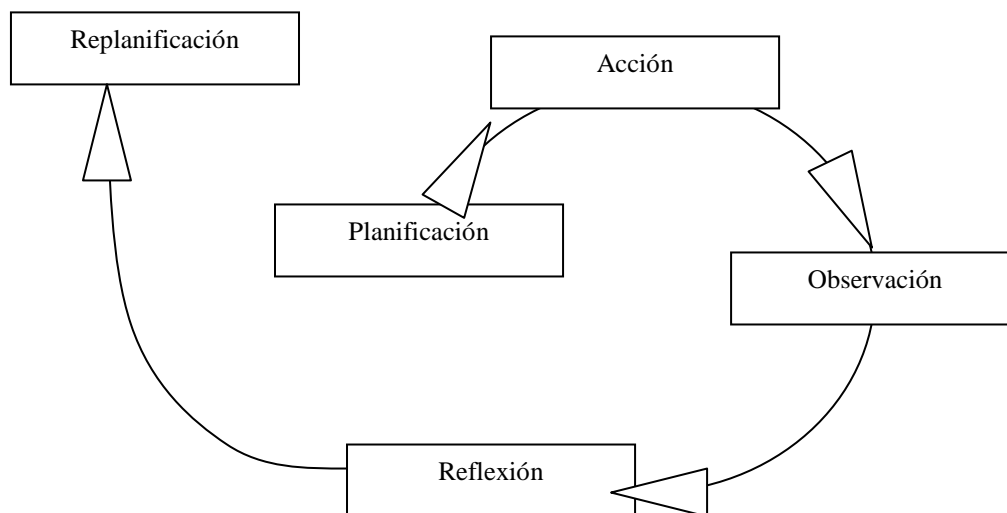 Replanificación
Acción
Planificación
Observación
Reflexión